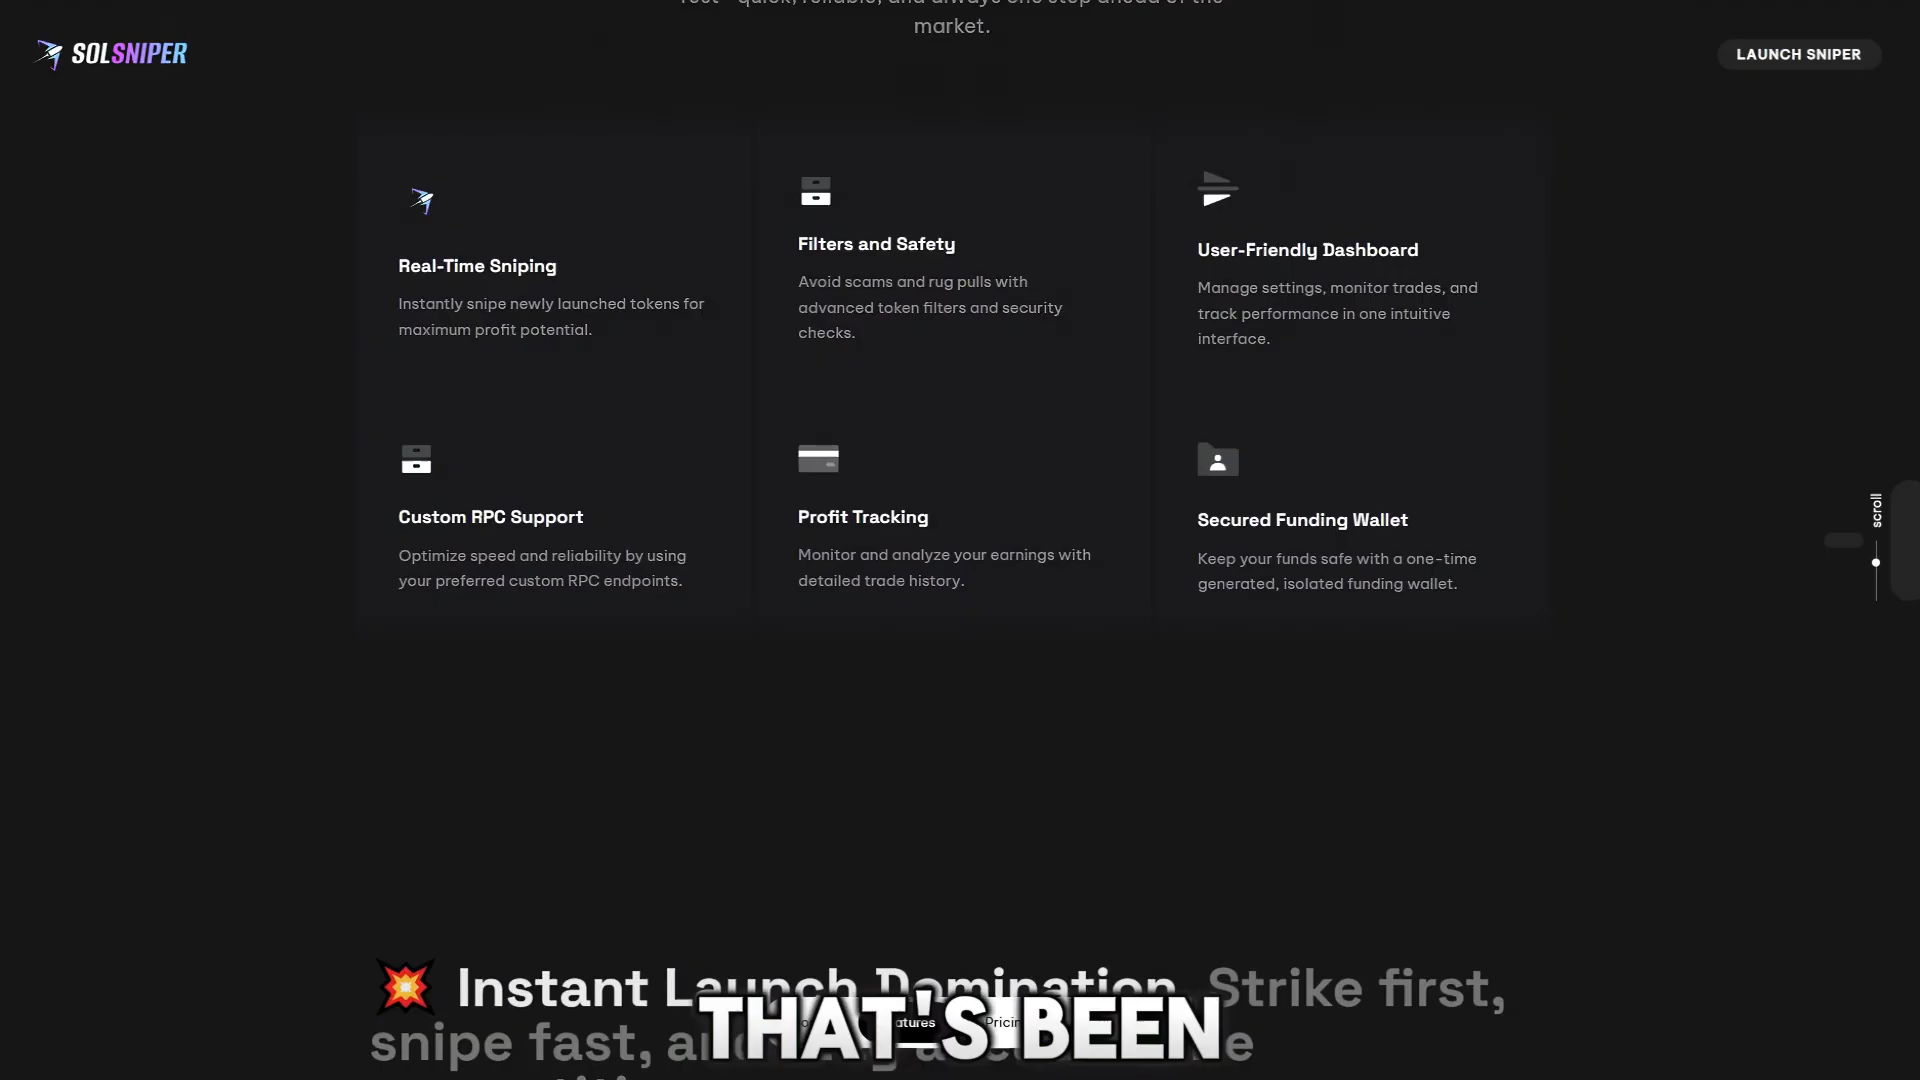 market.
SOLSNIPER
LAUNCH SNIPER
Real-Time Sniping
Instantly snipe newly launched tokens for
maximum profit potential.
Filters and Safety
Avoid scams and rug pulls with
advanced token filters and security
checks.
User-Friendly Dashboard
Manage settings, monitor trades, and
track performance in one intuitive
interface.
Custom RPC Support
Optimize speed and reliability by using
your preferred custom RPC endpoints.
Profit Tracking
Monitor and analyze your earnings with
detailed trade history.
Secured Funding Wallet
Keep your funds safe with a one-time
generated, isolated funding wallet.
scroll
💥 Instant Launch Domination. Strike first,
snipe fast,
THAT'S BEEN